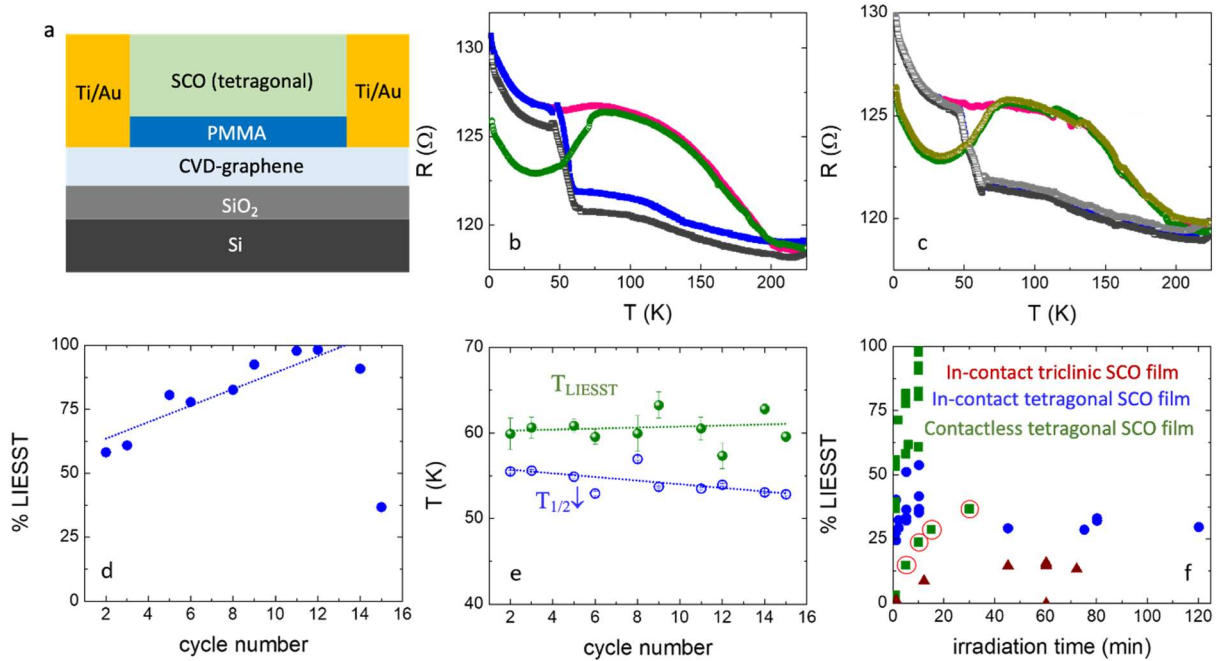 a
Ti/Au
SCO (tetragonal)
Ti/Au
PMMA
CVD-graphene
SiO₂
Si
R (Ω)
130
125
120
0
50
100
150
200
T (K)
b
R (Ω)
130
125
120
0
50
100
150
200
T (K)
c
% LIESST
100
75
50
25
0
2
4
6
8
10
12
14
16
cycle number
d
T (K)
70
60
50
40
T_LIESST
T_1/2↓
2
4
6
8
10
12
14
16
cycle number
e
% LIESST
100
75
50
25
0
In-contact triclinic SCO film
In-contact tetragonal SCO film
Contactless tetragonal SCO film
0
20
40
60
80
100
120
irradiation time (min)
f